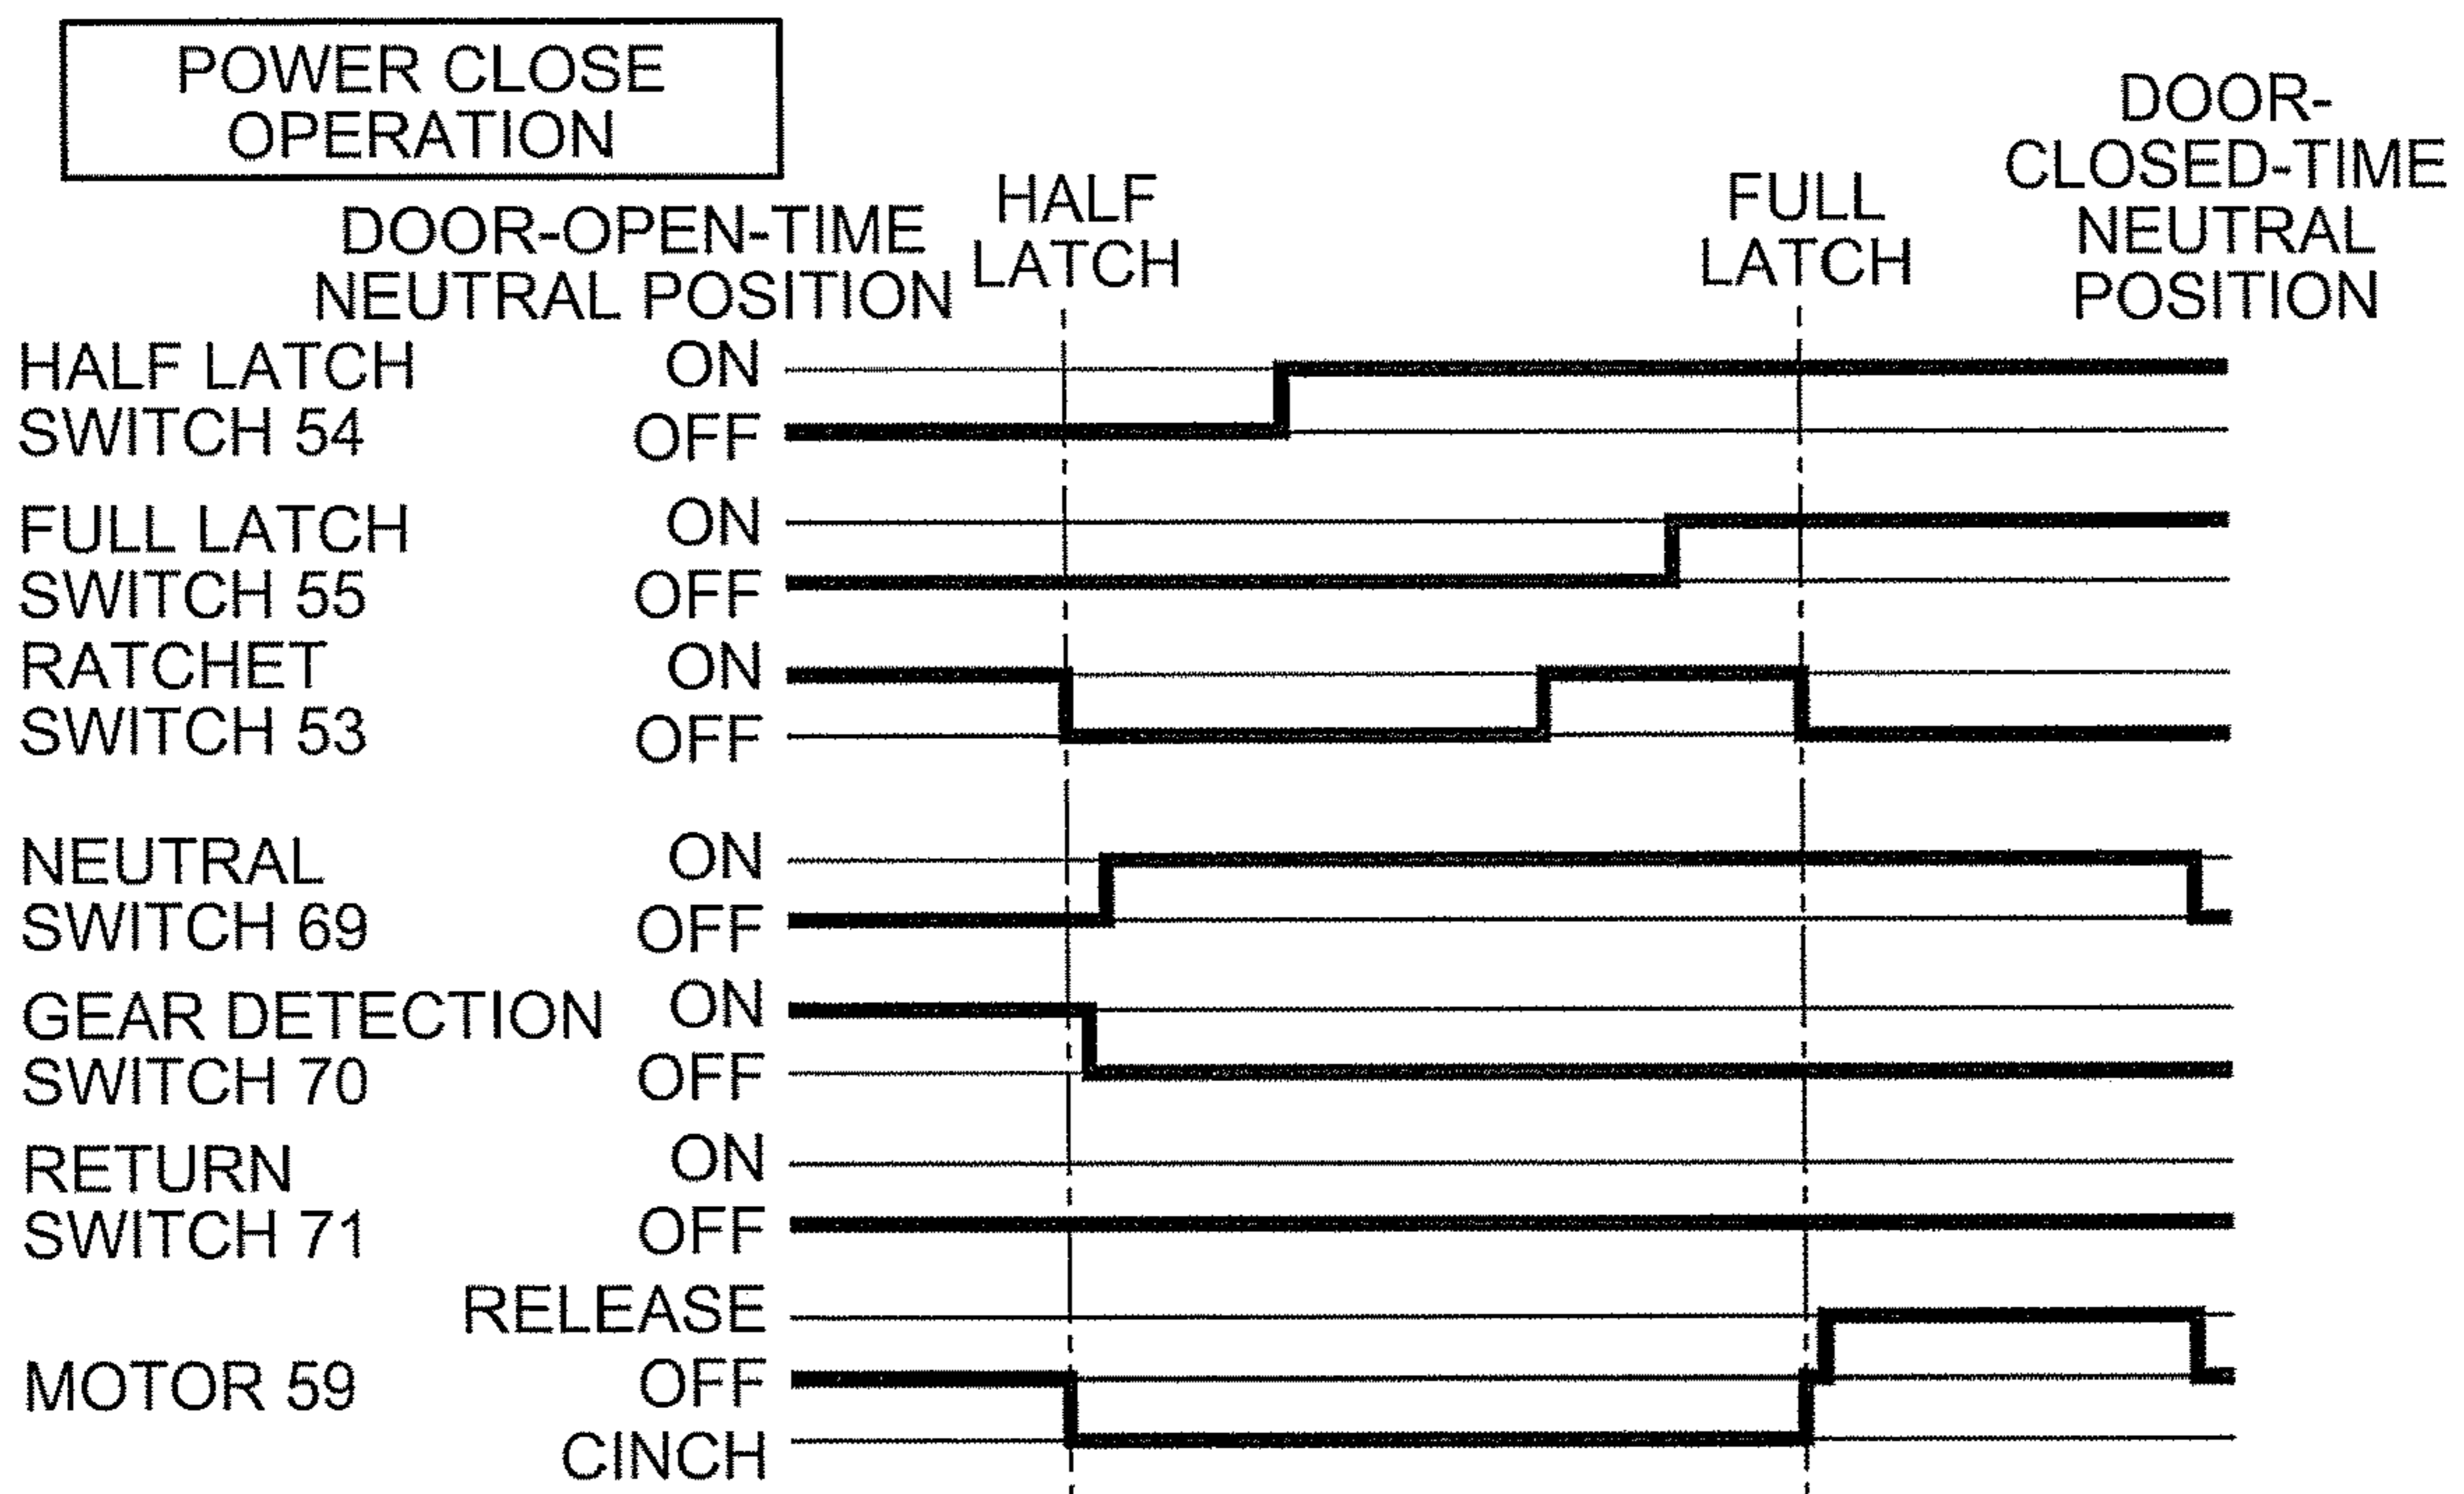 POWER CLOSE
OPERATION
DOOR-OPEN-TIME
NEUTRAL POSITION
HALF
LATCH
FULL
LATCH
DOOR-
CLOSED-TIME
NEUTRAL
POSITION
HALF LATCH
SWITCH 54
ON
OFF
FULL LATCH
SWITCH 55
ON
OFF
RATCHET
SWITCH 53
ON
OFF
NEUTRAL
SWITCH 69
ON
OFF
GEAR DETECTION
SWITCH 70
ON
OFF
RETURN
SWITCH 71
ON
OFF
MOTOR 59
RELEASE
OFF
CINCH